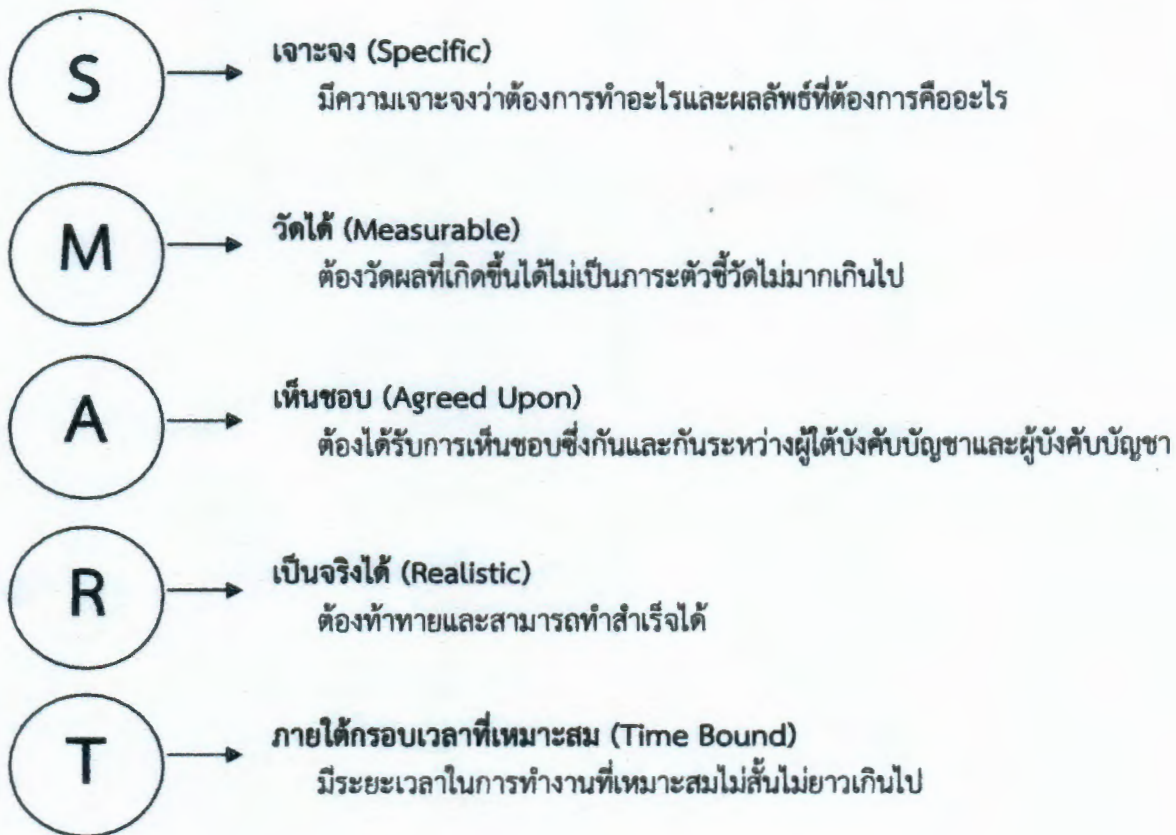 S
เจาะจง (Specific)
มีความเจาะจงว่าต้องการทำอะไรและผลลัพธ์ที่ต้องการคืออะไร
M
วัดได้ (Measurable)
ต้องวัดผลที่เกิดขึ้นได้ไม่เป็นภาระตัวชี้วัดไม่มากเกินไป
A
เห็นชอบ (Agreed Upon)
ต้องได้รับการเห็นชอบซึ่งกันและกันระหว่างผู้ใต้บังคับบัญชาและผู้บังคับบัญชา
R
เป็นจริงได้ (Realistic)
ต้องท้าทายและสามารถทำสำเร็จได้
T
ภายใต้กรอบเวลาที่เหมาะสม (Time Bound)
มีระยะเวลาในการทำงานที่เหมาะสมไม่สั้นไม่ยาวเกินไป